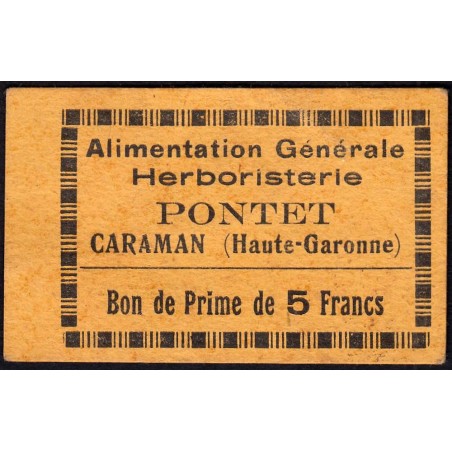 Alimentation Générale
Herboristerie
PONTET
CARAMAN (Haute-Garonne)
Bon de Prime de 5 Francs